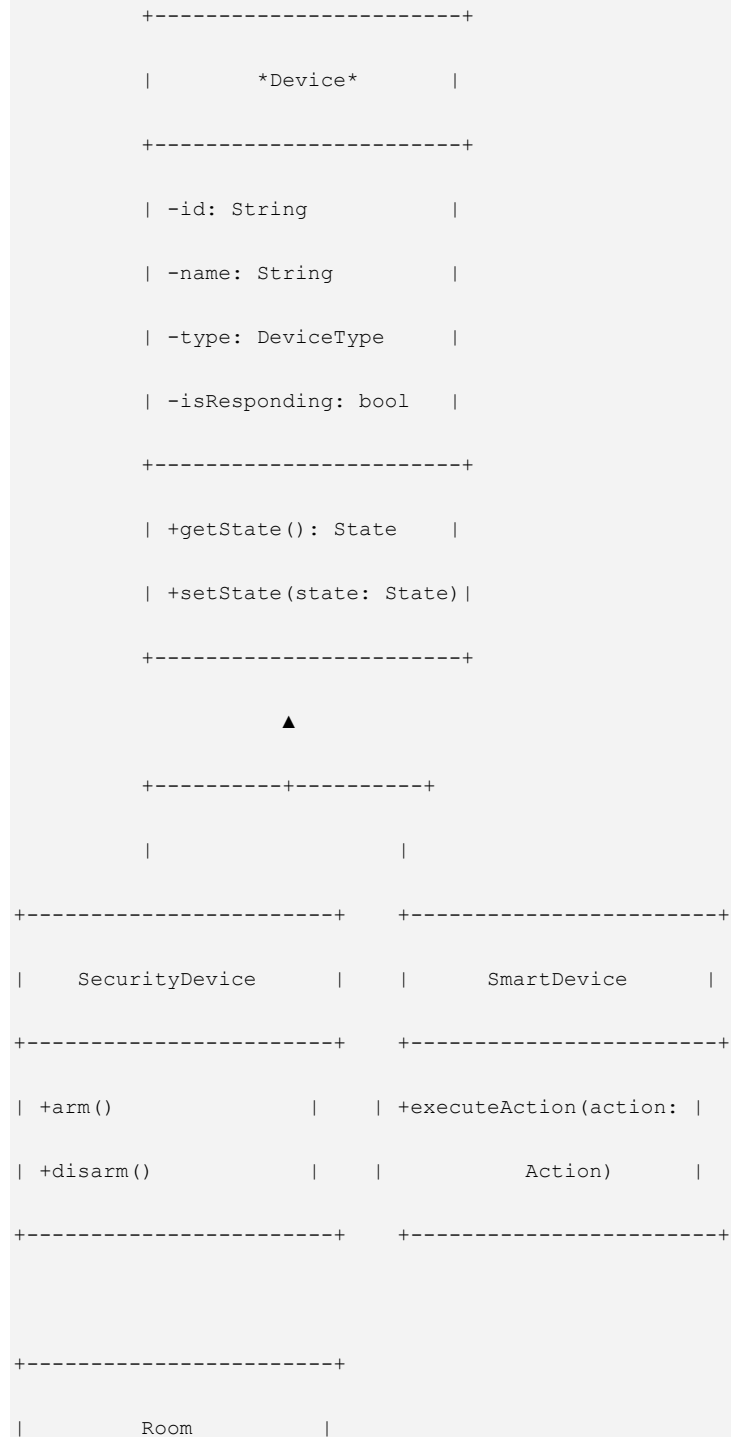 +------------------------+
|        *Device*       |
+------------------------+
| -id: String           |
| -name: String         |
| -type: DeviceType     |
| -isResponding: bool   |
+------------------------+
| +getState(): State    |
| +setState(state: State)|
+------------------------+
▲
+----------+----------+
|                    |
+------------------------+    +------------------------+
|    SecurityDevice      |    |      SmartDevice      |
+------------------------+    +------------------------+
| +arm()               |    | +executeAction(action: |
| +disarm()            |    |           Action)      |
+------------------------+    +------------------------+
+------------------------+
|         Room          |